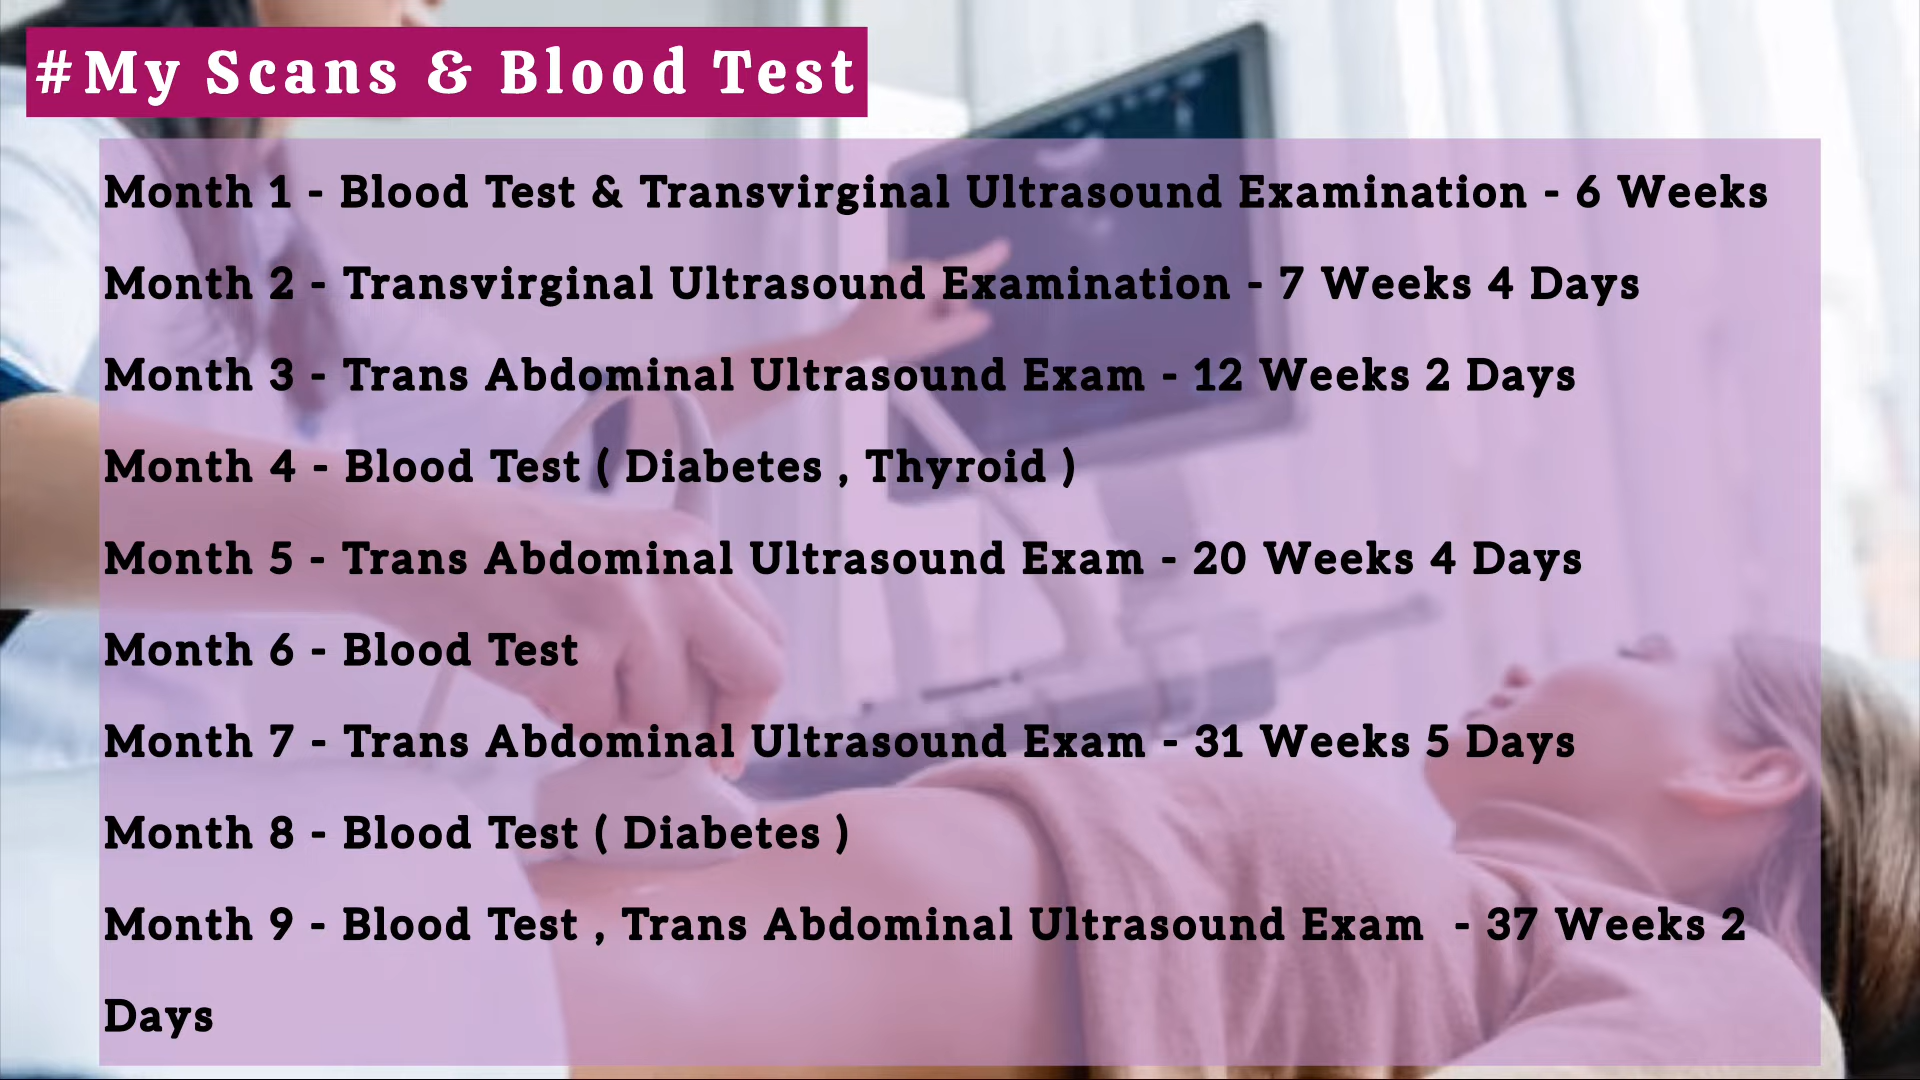 #My Scans & Blood Test
Month 1 - Blood Test & Transvirginal Ultrasound Examination - 6 Weeks
Month 2 - Transvirginal Ultrasound Examination - 7 Weeks 4 Days
Month 3 - Trans Abdominal Ultrasound Exam - 12 Weeks 2 Days
Month 4 - Blood Test ( Diabetes , Thyroid )
Month 5 - Trans Abdominal Ultrasound Exam - 20 Weeks 4 Days
Month 6 - Blood Test
Month 7 - Trans Abdominal Ultrasound Exam - 31 Weeks 5 Days
Month 8 - Blood Test ( Diabetes )
Month 9 - Blood Test , Trans Abdominal Ultrasound Exam  - 37 Weeks 2
Days